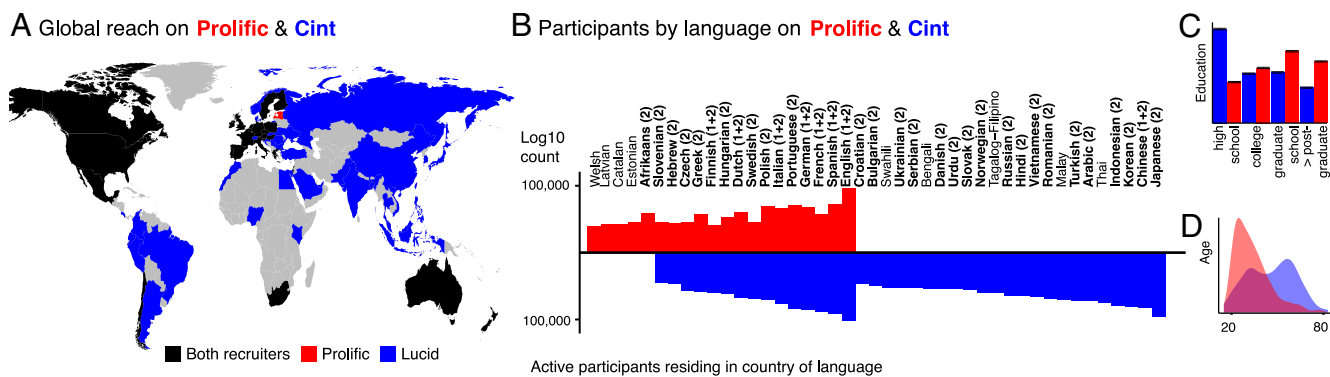 A Global reach on Prolific & Cint
Both recruiters
Prolific
Lucid
B Participants by language on Prolific & Cint
Log10
count
100,000
100,000
Welsh
Latvian
Catalan
Estonian
Afrikaans (2)
Slovenian (2)
Hebrew (2)
Czech (2)
Greek (2)
Finnish (1+2)
Hungarian (2)
Dutch (1+2)
Swedish (2)
Polish (2)
Italian (1+2)
Portuguese (2)
German (1+2)
French (1+2)
Spanish (1+2)
English (1+2)
Croatian (2)
Bulgarian (2)
Swahili
Ukrainian (2)
Serbian (2)
Bengali
Danish (2)
Urdu (2)
Slovak (2)
Norwegian (2)
Tagalog–Filipino
Russian (2)
Hindi (2)
Vietnamese (2)
Romanian (2)
Malay
Turkish (2)
Arabic (2)
Thai
Indonesian (2)
Korean (2)
Chinese (1+2)
Japanese (2)
Active participants residing in country of language
C
Education
high
school
college
graduate
school
> post-
graduate
D
Age
20
80